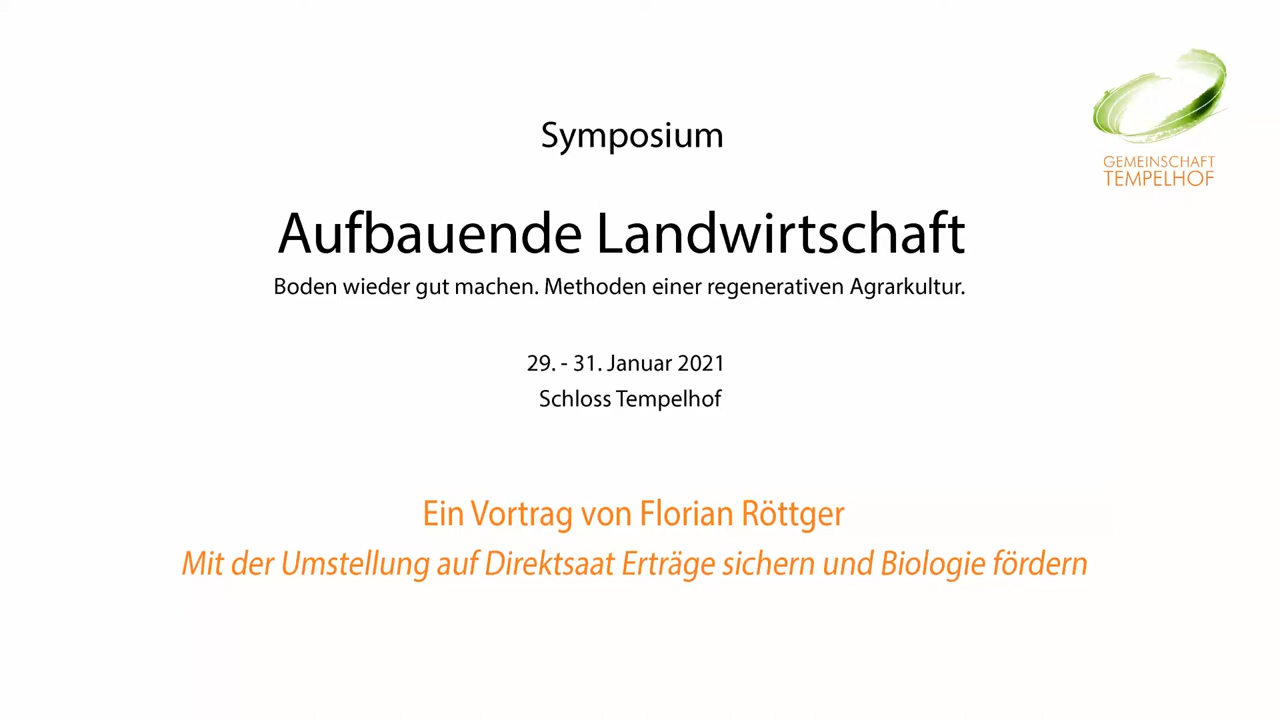 Symposium
GEMEINSCHAFT
TEMPELHOF
Aufbauende Landwirtschaft
Boden wieder gut machen. Methoden einer regenerativen Agrarkultur.
29. - 31. Januar 2021
Schloss Tempelhof
Ein Vortrag von Florian Röttger
Mit der Umstellung auf Direktsaat Erträge sichern und Biologie fördern